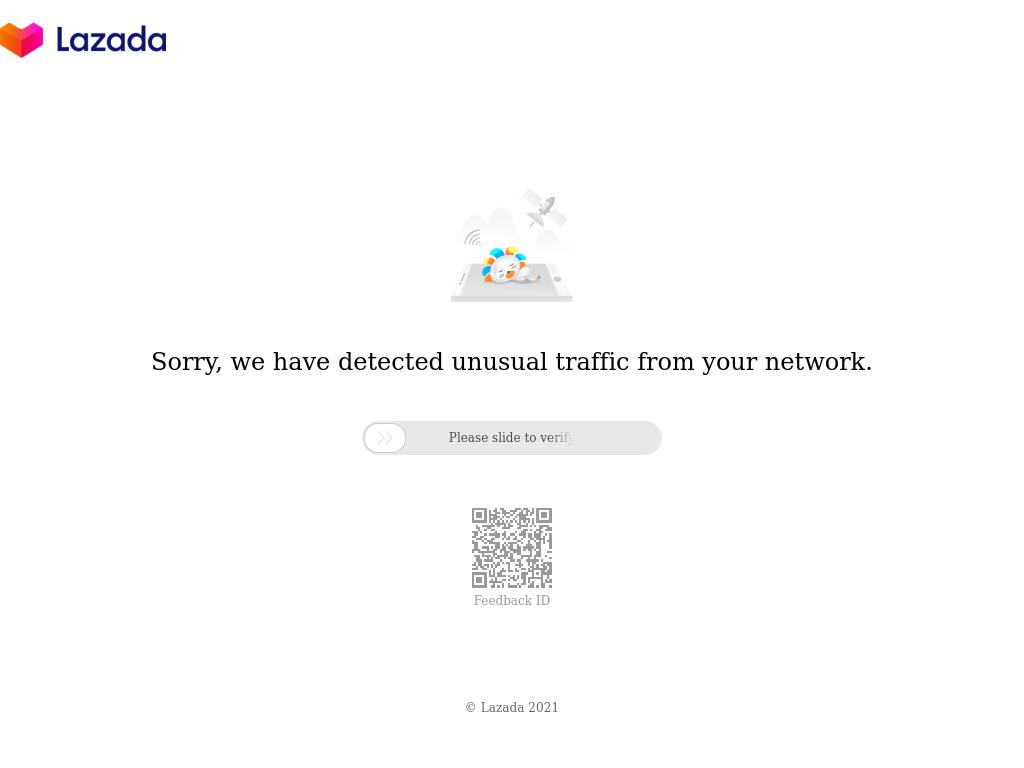 Lazada
Sorry, we have detected unusual traffic from your network.
Please slide to verify
Feedback ID
© Lazada 2021